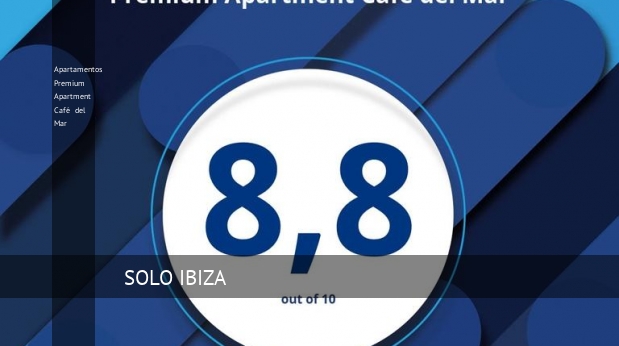 Premium Apartment Café del Mar
Apartamentos
Premium
Apartment
Café del
Mar
8,8
SOLO IBIZA
out of 10